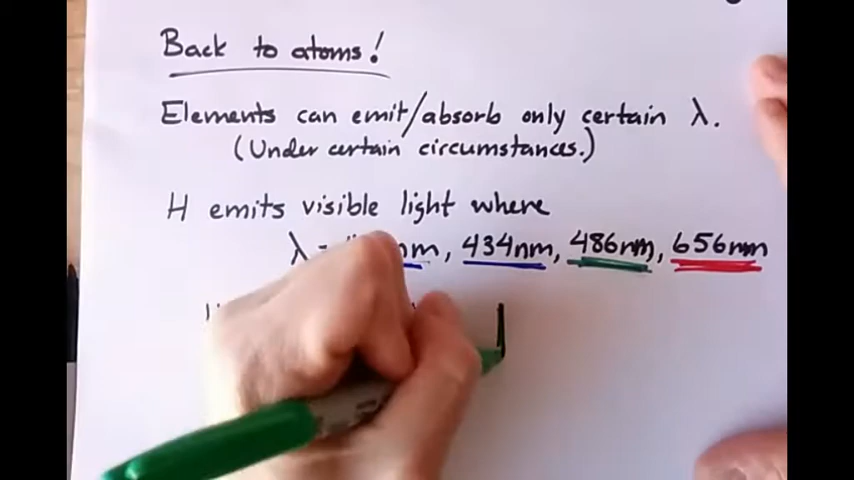 Back to atoms!
Elements can emit/absorb only certain λ.
(Under certain circumstances.)
H emits visible light where
λ = nm, 434nm, 486nm, 656nm